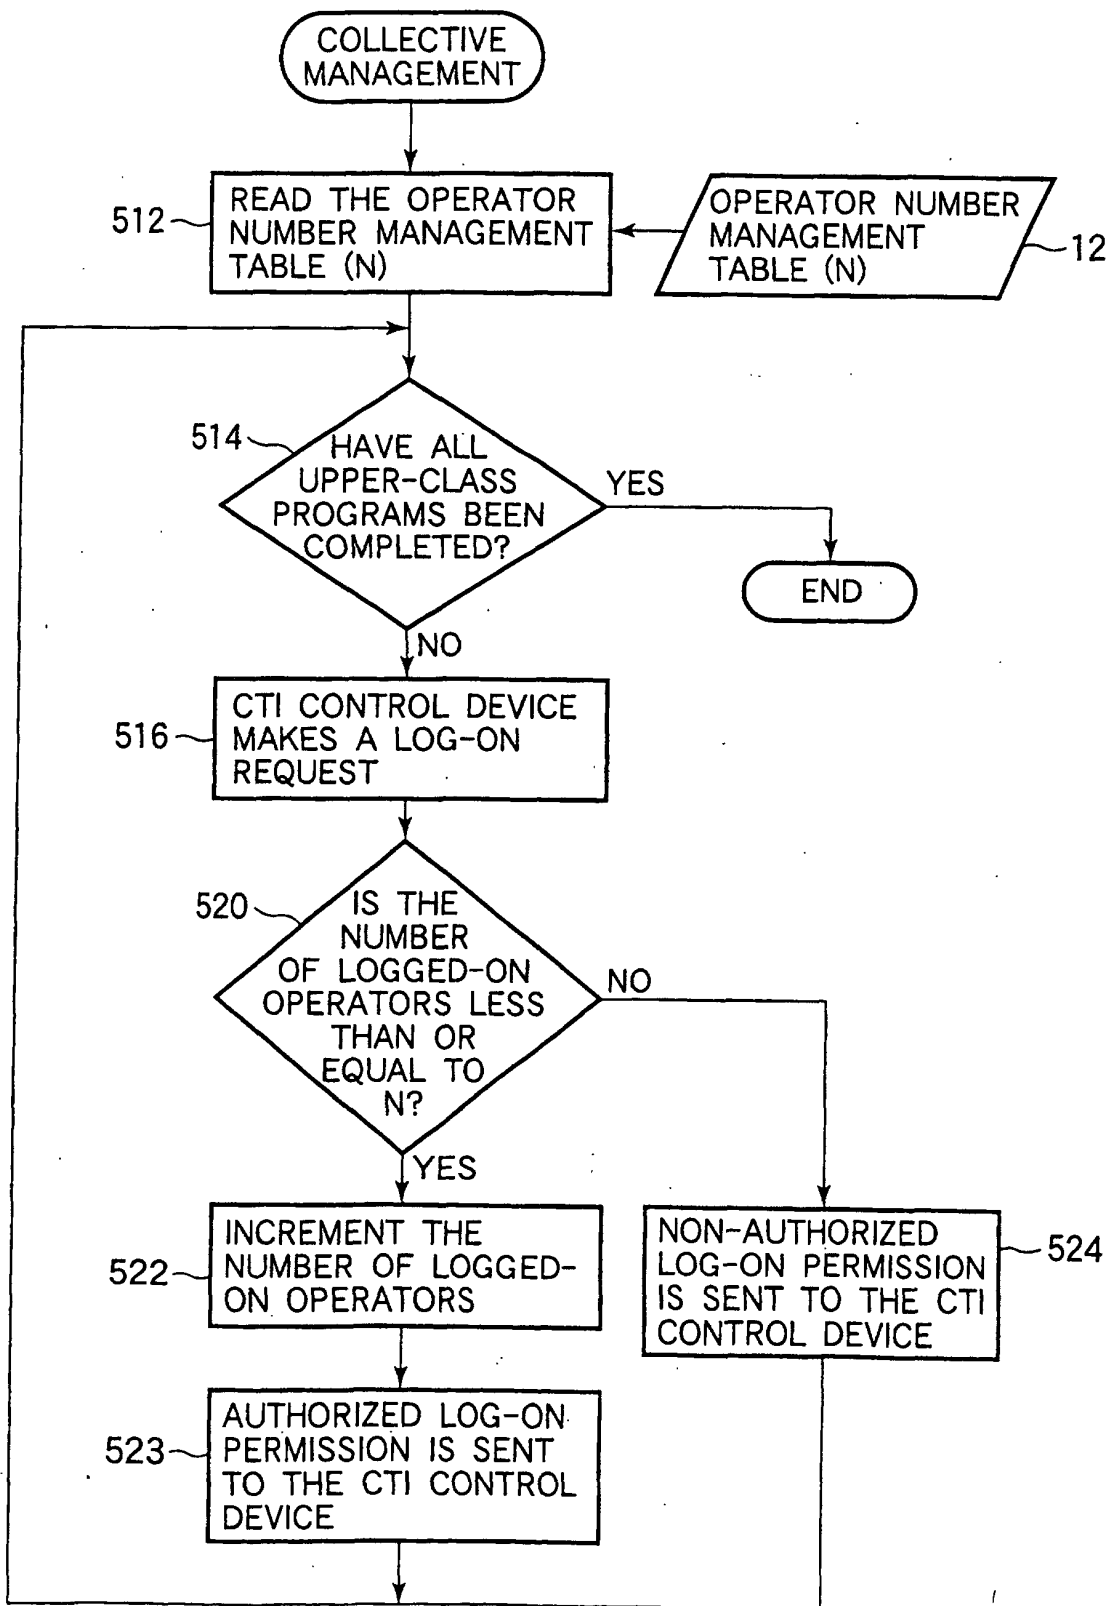 COLLECTIVE
MANAGEMENT
512
READ THE OPERATOR
NUMBER MANAGEMENT
TABLE (N)
OPERATOR NUMBER
MANAGEMENT
TABLE (N)
12
514
HAVE ALL
UPPER-CLASS
PROGRAMS BEEN
COMPLETED?
YES
END
NO
516
CTI CONTROL DEVICE
MAKES A LOG-ON
REQUEST
520
IS THE
NUMBER
OF LOGGED-ON
OPERATORS LESS
THAN OR
EQUAL TO
N?
NO
YES
522
INCREMENT THE
NUMBER OF LOGGED-
ON OPERATORS
NON-AUTHORIZED
LOG-ON PERMISSION
IS SENT TO THE CTI
CONTROL DEVICE
524
523
AUTHORIZED LOG-ON
PERMISSION IS SENT
TO THE CTI CONTROL
DEVICE